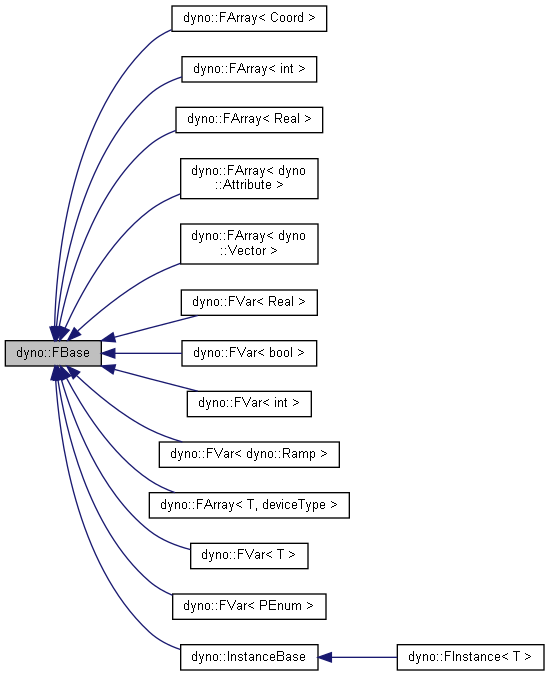 dyno::FArray< Coord >
dyno::FArray< int >
dyno::FArray< Real >
dyno::FArray< dyno
::Attribute >
dyno::FArray< dyno
::Vector >
dyno::FVar< Real >
dyno::FBase
dyno::FVar< bool >
dyno::FVar< int >
dyno::FVar< dyno::Ramp >
dyno::FArray< T, deviceType >
dyno::FVar< T >
dyno::FVar< PEnum >
dyno::InstanceBase
dyno::FInstance< T >